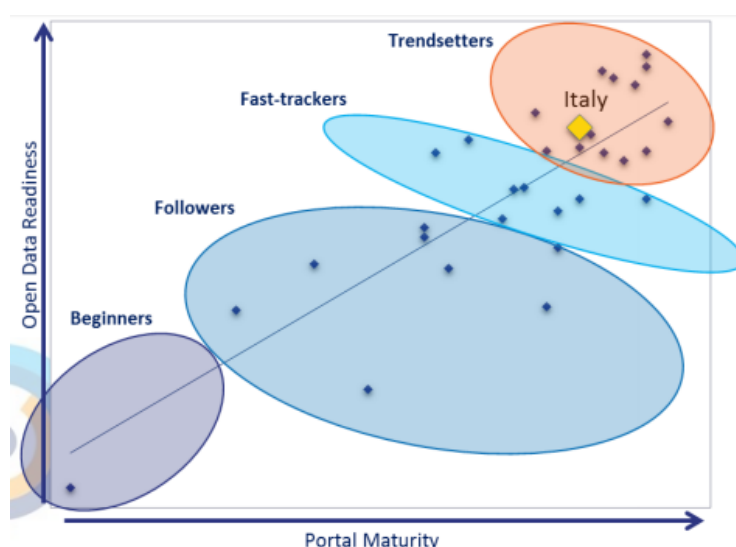 Trendsetters
Italy
Fast-trackers
Followers
Beginners
Open Data Readiness
Portal Maturity